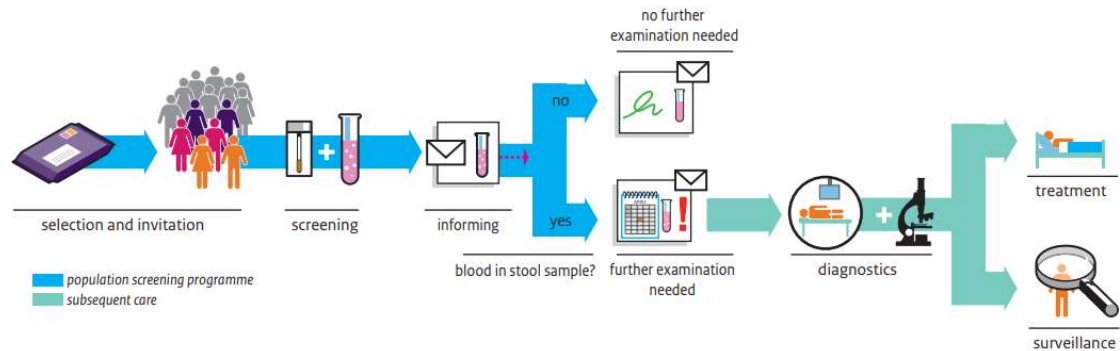 no further
examination needed
no
selection and invitation
screening
informing
yes
blood in stool sample?
further examination
needed
diagnostics
treatment
surveillance
population screening programme
subsequent care